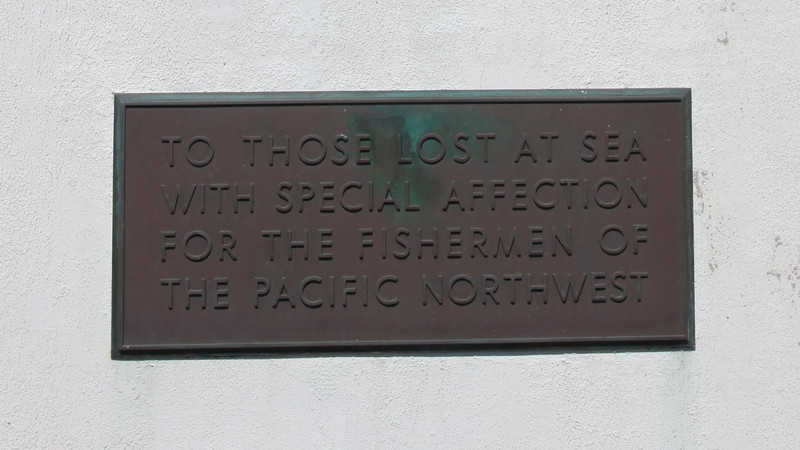 TO THOSE LOST AT SEA
WITH SPECIAL AFFECTION
FOR THE FISHERMEN OF
THE PACIFIC NORTHWEST